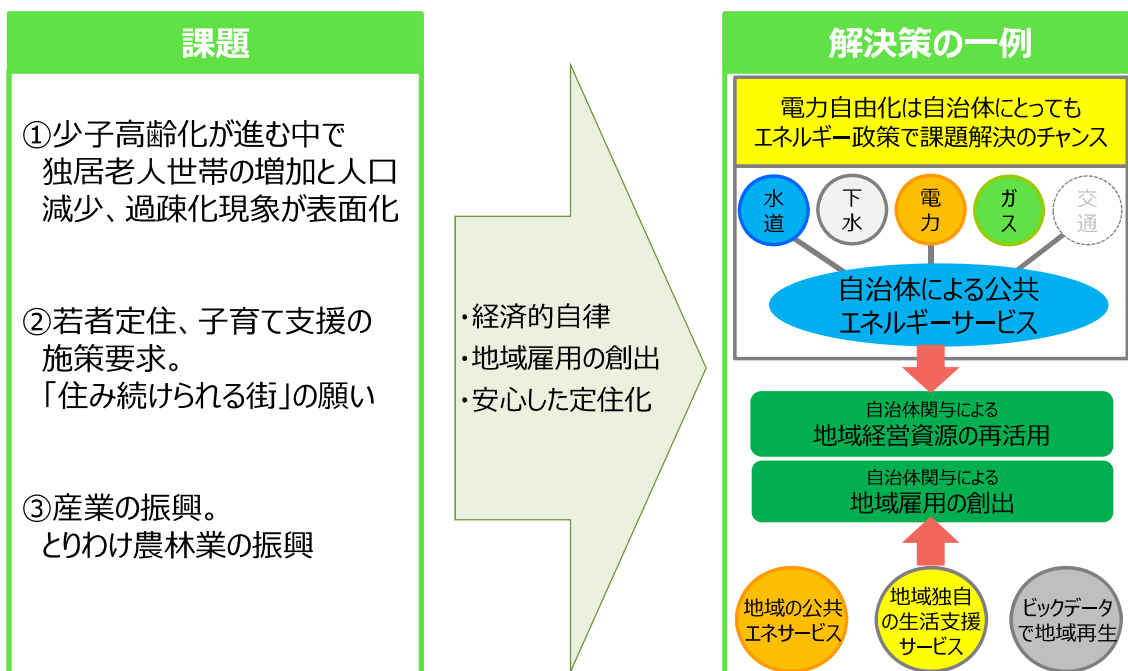 課題
①少子高齢化が進む中で
独居老人世帯の増加と人口
減少、過疎化現象が表面化
②若者定住、子育て支援の
施策要求。
「住み続けられる街」の願い
③産業の振興。
とりわけ農林業の振興
・経済的自律
・地域雇用の創出
・安心した定住化
解決策の一例
電力自由化は自治体にとっても
エネルギー政策で課題解決のチャンス
水道
下水
電力
ガス
交通
自治体による公共
エネルギーサービス
自治体関与による
地域経営資源の再活用
自治体関与による
地域雇用の創出
地域の公共
エネサービス
地域独自
の生活支援
サービス
ビックデータ
で地域再生